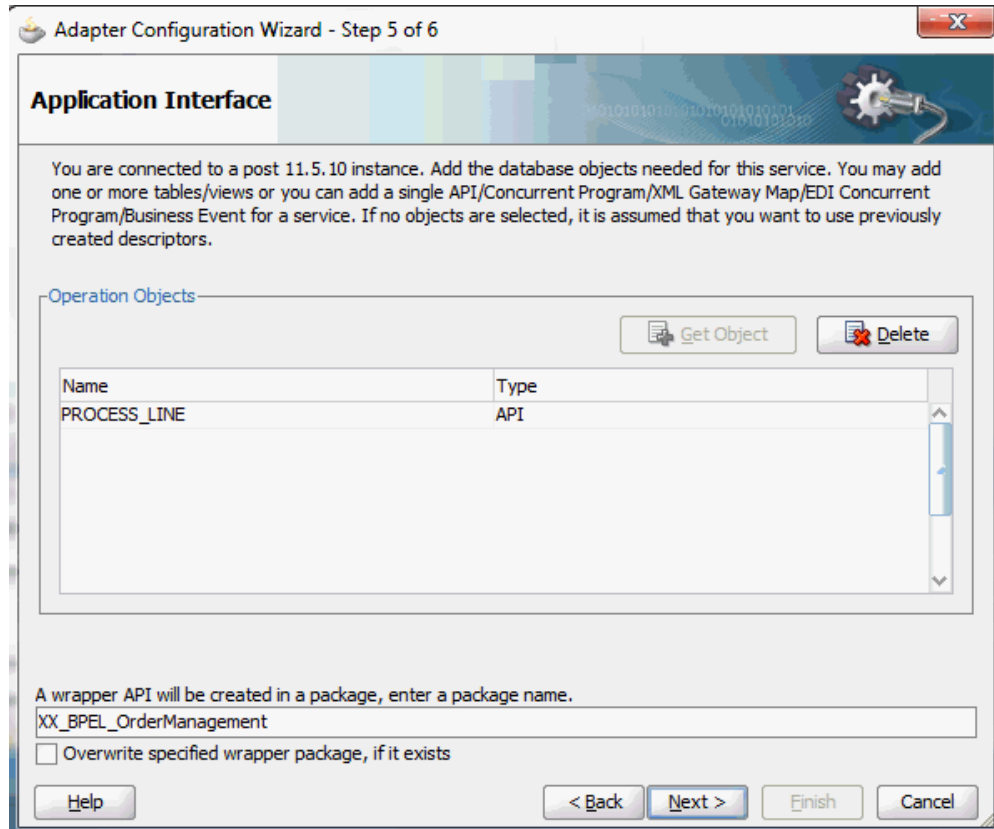 Adapter Configuration Wizard - Step 5 of 6
Application Interface
You are connected to a post 11.5.10 instance. Add the database objects needed for this service. You may add
one or more tables/views or you can add a single API/Concurrent Program/XML Gateway Map/EDI Concurrent
Program/Business Event for a service. If no objects are selected, it is assumed that you want to use previously
created descriptors.
Operation Objects
Get Object Delete
Name Type
PROCESS_LINE API
A wrapper API will be created in a package, enter a package name.
XX_BPEL_OrderManagement
Overwrite specified wrapper package, if it exists
Help < Back Next > Finish Cancel